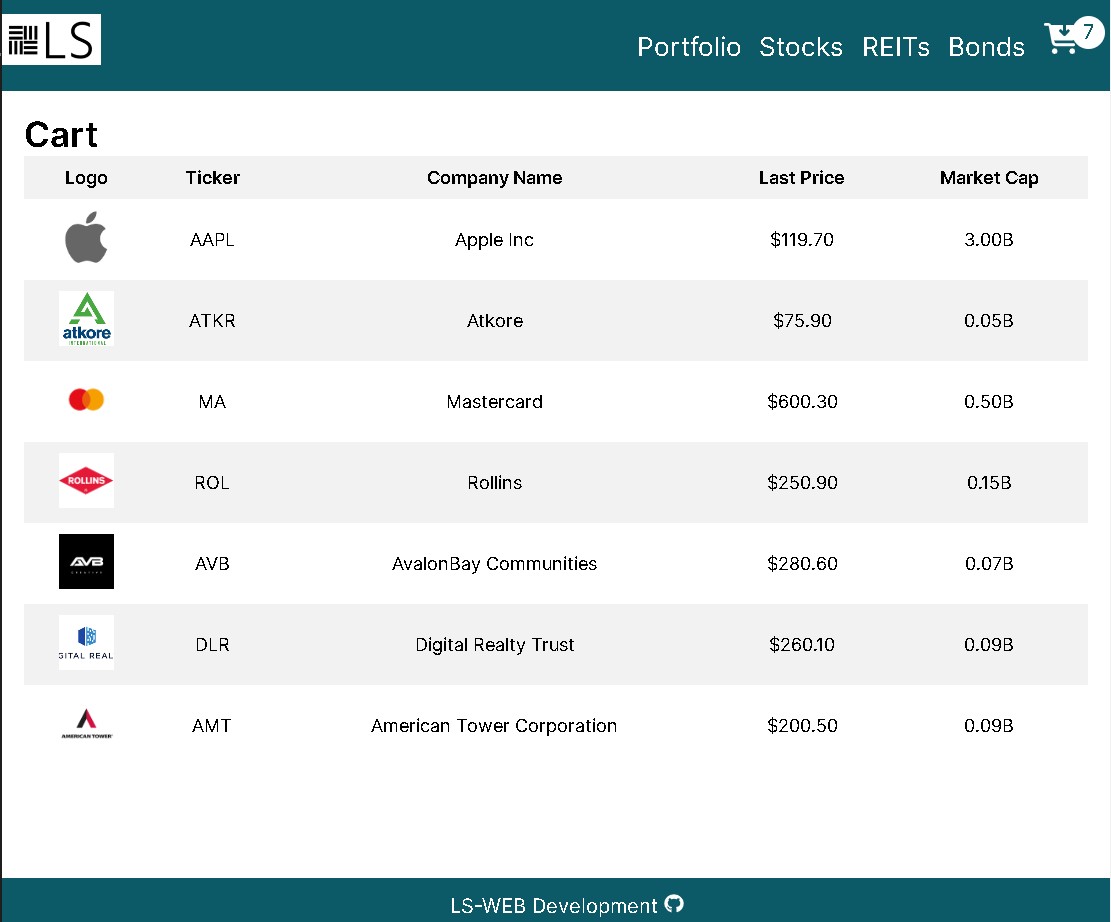 LS Portfolio Stocks REITs Bonds 7
Cart
Logo Ticker Company Name Last Price Market Cap
AAPL Apple Inc $119.70 3.00B
atkore INTERNATIONAL ATKR Atkore $75.90 0.05B
MA Mastercard $600.30 0.50B
ROLLINS ROL Rollins $250.90 0.15B
AVB AVB AvalonBay Communities $280.60 0.07B
GITAL REAL DLR Digital Realty Trust $260.10 0.09B
AMERICAN TOWER AMT American Tower Corporation $200.50 0.09B
LS-WEB Development